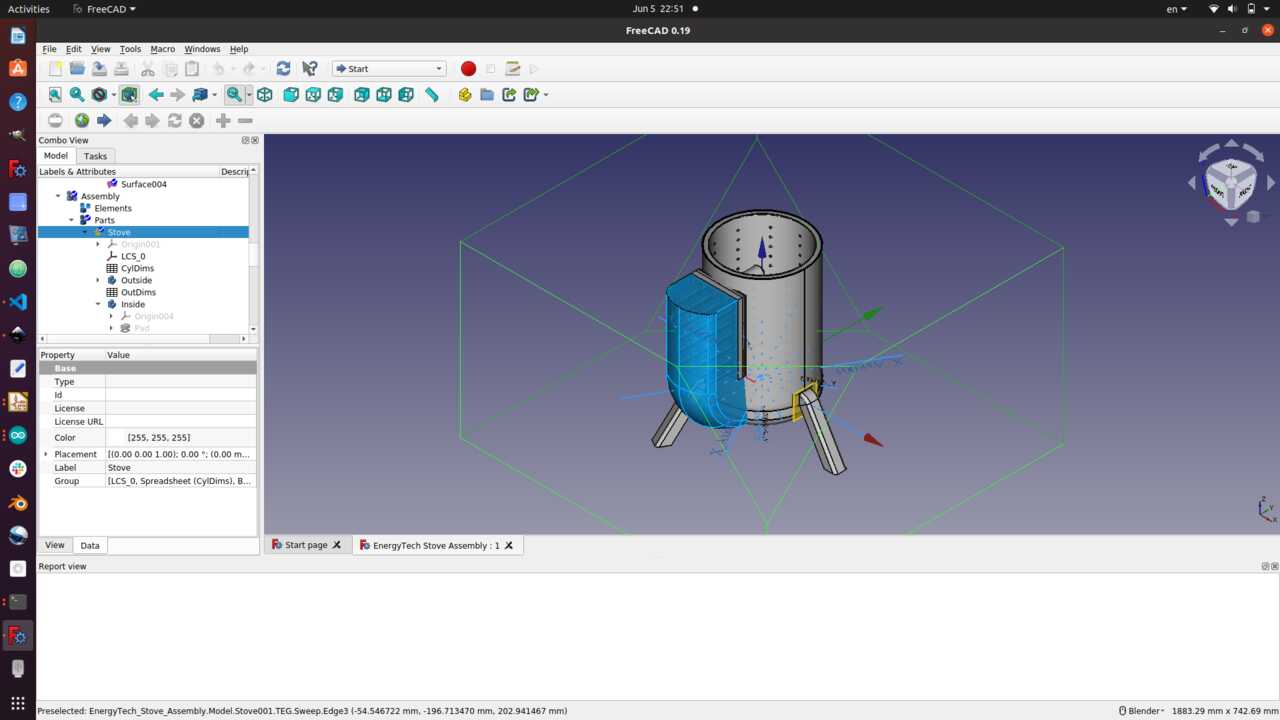 Activities FreeCAD Jun 5 22:51 en
FreeCAD 0.19
File Edit View Tools Macro Windows Help
Start
Combo View
Model Tasks
Labels & Attributes Descrip
Surface004
Assembly
Elements
Parts
Stove
Origin001
LCS_0
CylDims
Outside
OutDims
Inside
Origin004
Pad
Property Value
Base
Type
Id
License
License URL
Color [255, 255, 255]
Placement [(0.00 0.00 1.00); 0.00 °; (0.00 m...
Label Stove
Group [LCS_0, Spreadsheet (CylDims), B...
View Data
Start page EnergyTech Stove Assembly : 1
Report view
Preselected: EnergyTech_Stove_Assembly.Model.Stove001.TEG.Sweep.Edge3 (-54.546722 mm, -196.713470 mm, 202.941467 mm) Blender 1883.29 mm x 742.69 mm